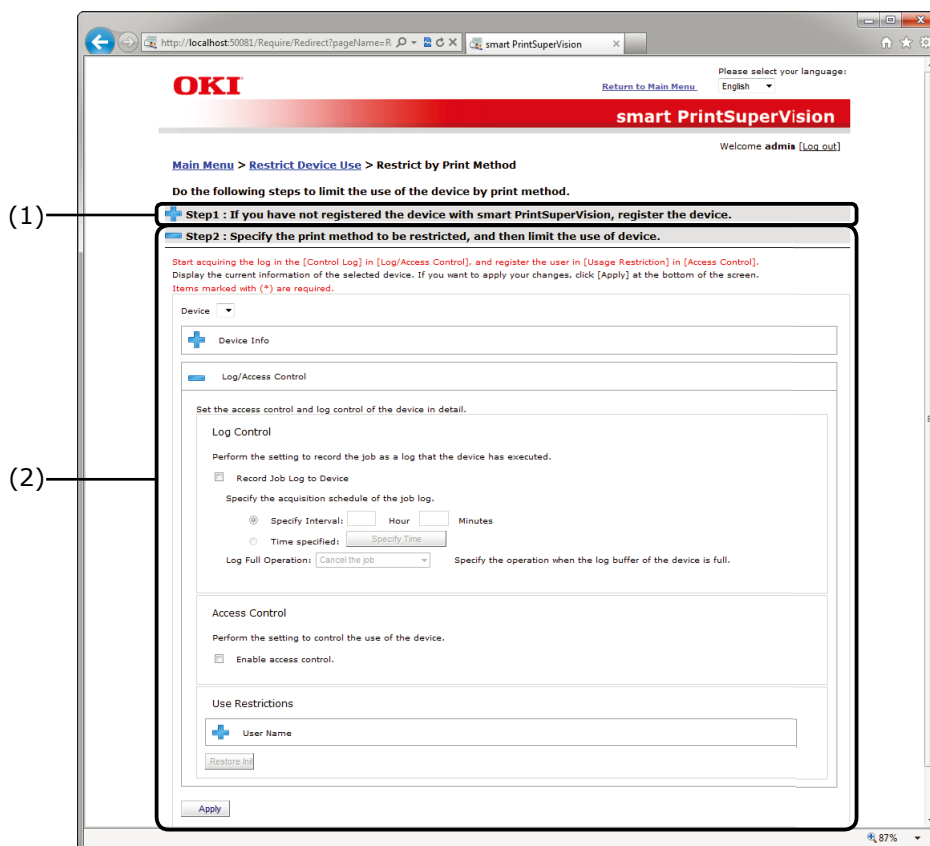 http://localhost:50081/Require/Redirect?pageName=R
smart PrintSuperVision
OKI
Please select your language:
Return to Main Menu
English
smart PrintSuperVision
Welcome admin [Log out]
Main Menu > Restrict Device Use > Restrict by Print Method
Do the following steps to limit the use of the device by print method.
(1)
Step1 : If you have not registered the device with smart PrintSuperVision, register the device.
Step2 : Specify the print method to be restricted, and then limit the use of device.
Start acquiring the log in the [Control Log] in [Log/Access Control], and register the user in [Usage Restriction] in [Access Control].
Display the current information of the selected device. If you want to apply your changes, click [Apply] at the bottom of the screen.
Items marked with (*) are required.
Device
Device Info
Log/Access Control
Set the access control and log control of the device in detail.
Log Control
Perform the setting to record the job as a log that the device has executed.
(2)
Record Job Log to Device
Specify the acquisition schedule of the job log.
Specify Interval: Hour Minutes
Time specified: Specify Time
Log Full Operation: Cancel the job Specify the operation when the log buffer of the device is full.
Access Control
Perform the setting to control the use of the device.
Enable access control.
Use Restrictions
User Name
Restore Init
Apply
87%